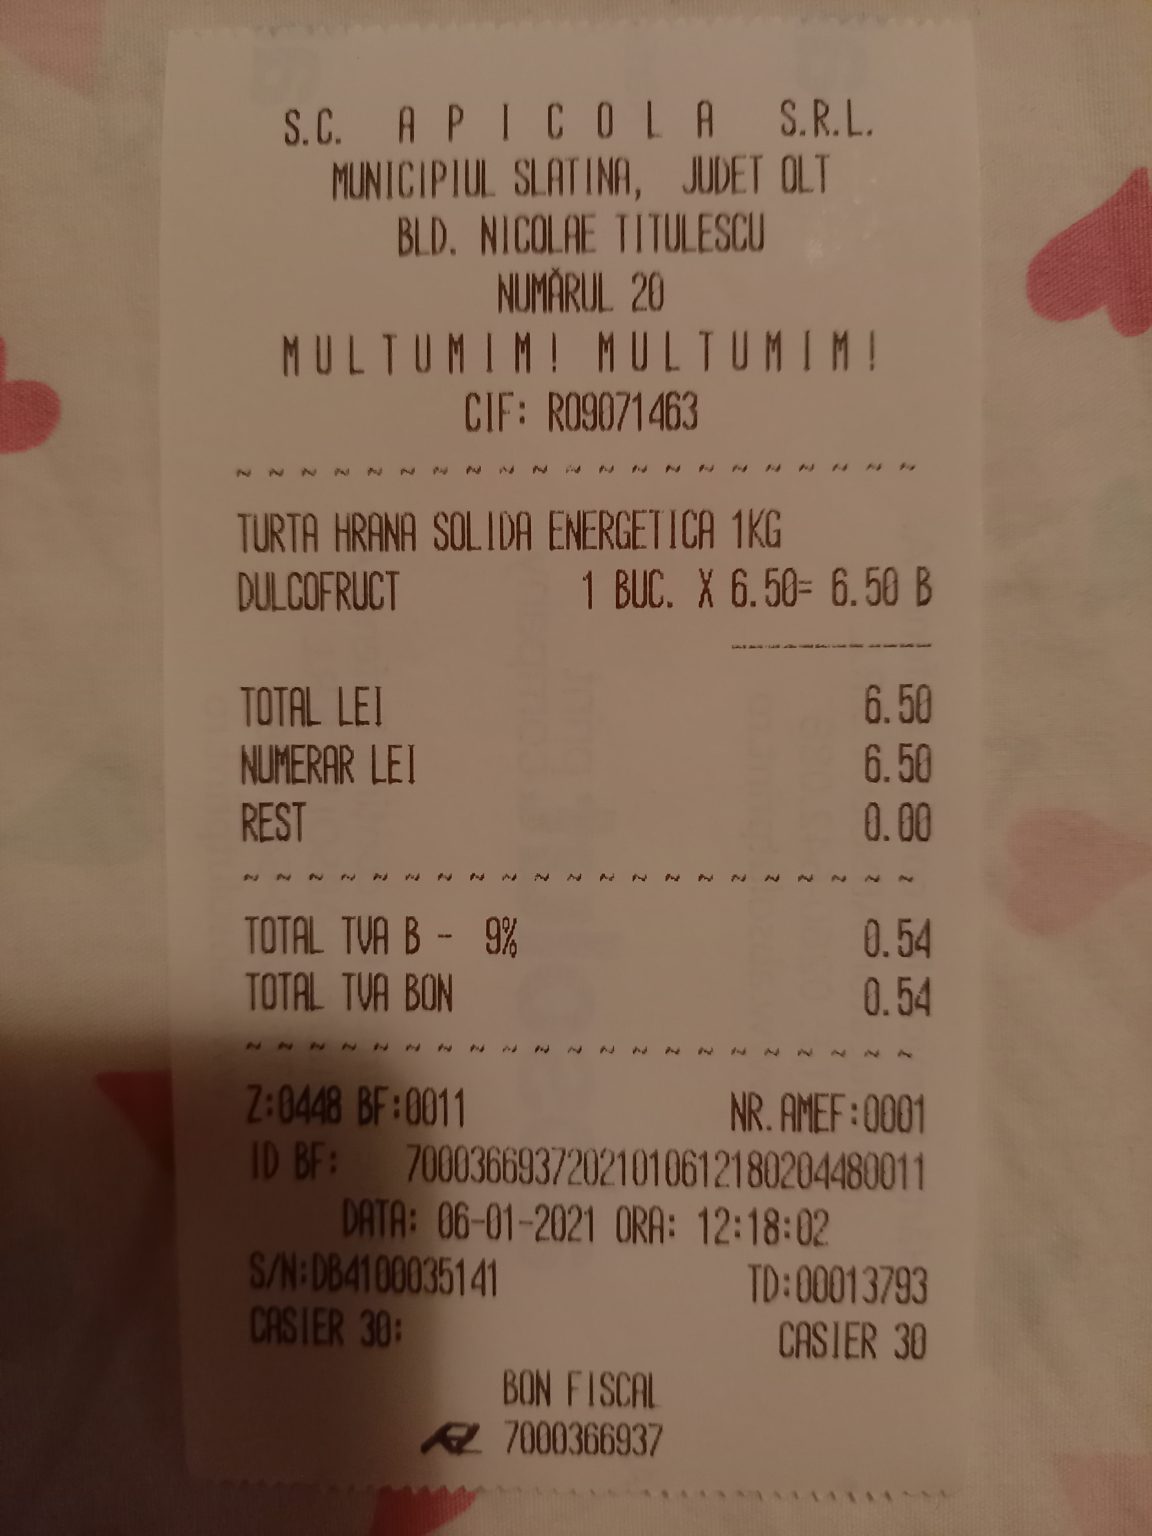 S.C. A P I C O L A S.R.L.
MUNICIPIUL SLATINA, JUDET OLT
BLD. NICOLAE TITULESCU
NUMĂRUL 20
M U L T U M I M ! M U L T U M I M !
CIF: RO9071463
~ ~ ~ ~ ~ ~ ~ ~ ~ ~ ~ ~ ~ ~ ~ ~ ~ ~ ~ ~ ~
TURTA HRANA SOLIDA ENERGETICA 1KG
DULCOFRUCT 1 BUC. X 6.50= 6.50 B
TOTAL LEI 6.50
NUMERAR LEI 6.50
REST 0.00
~ ~ ~ ~ ~ ~ ~ ~ ~ ~ ~ ~ ~ ~ ~ ~ ~ ~ ~ ~ ~
TOTAL TVA B - 9% 0.54
TOTAL TVA BON 0.54
~ ~ ~ ~ ~ ~ ~ ~ ~ ~ ~ ~ ~ ~ ~ ~ ~ ~ ~ ~ ~
Z:0448 BF:0011 NR.AMEF:0001
ID BF: 70003669372021010612180204480011
DATA: 06-01-2021 ORA: 12:18:02
S/N:DB4100035141 TD:00013793
CASIER 30: CASIER 30
BON FISCAL
7000366937